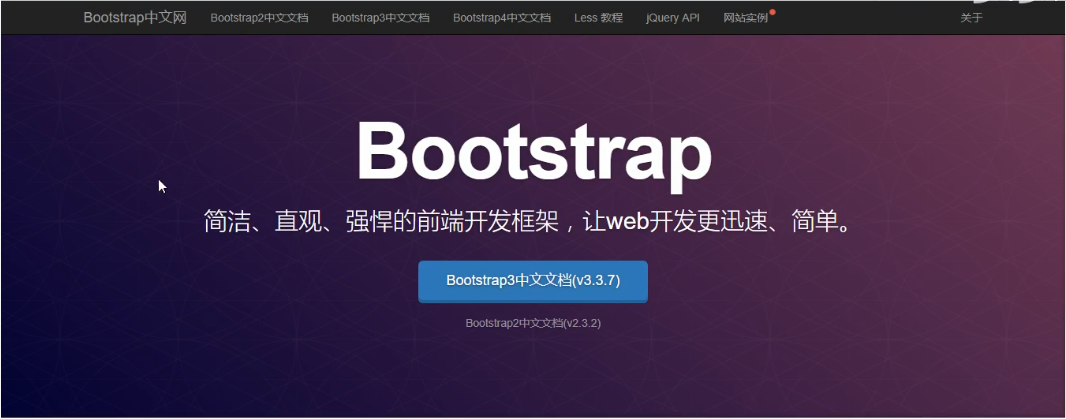 Bootstrap中文网 Bootstrap2中文文档 Bootstrap3中文文档 Bootstrap4中文文档 Less 教程 jQuery API 网站实例 关于
Bootstrap
简洁、直观、强悍的前端开发框架，让web开发更迅速、简单。
Bootstrap3中文文档(v3.3.7)
Bootstrap2中文文档(v2.3.2)